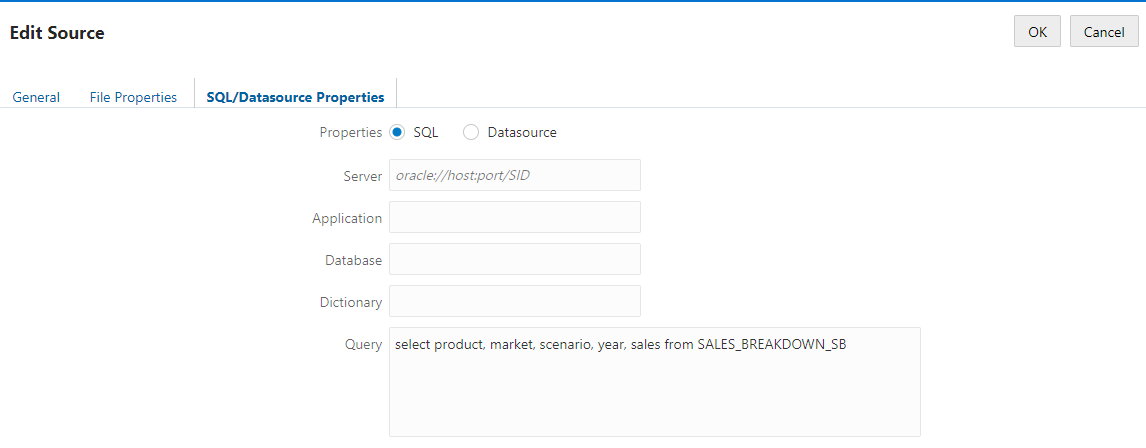 Edit Source
OK Cancel
General File Properties SQL/Datasource Properties
Properties SQL Datasource
Server oracle://host:port/SID
Application
Database
Dictionary
Query select product, market, scenario, year, sales from SALES_BREAKDOWN_SB